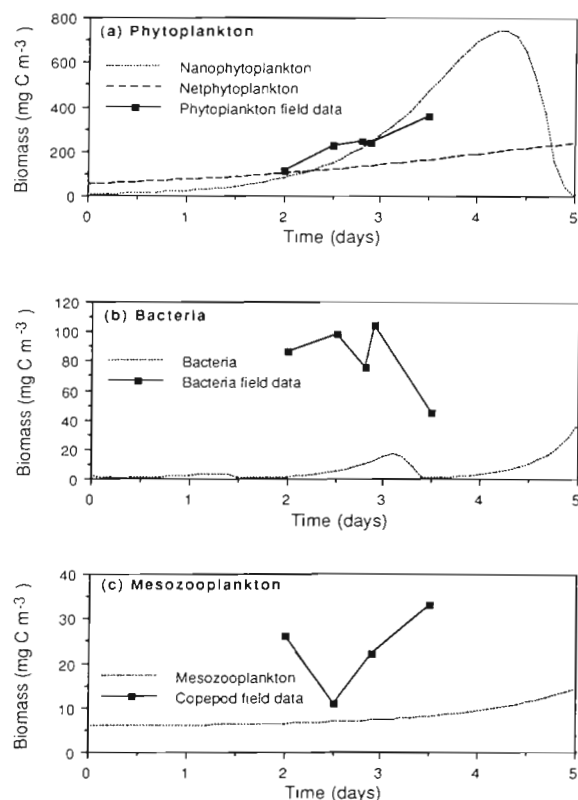 (a) Phytoplankton
Nanophytoplankton
Netphytoplankton
Phytoplankton field data
Biomass (mg C m-3)
800
600
400
200
0
0 1 2 3 4 5
Time (days)
(b) Bacteria
Bacteria
Bacteria field data
Biomass (mg C m-3)
120
100
80
60
40
20
0
0 1 2 3 4 5
Time (days)
(c) Mesozooplankton
Mesozooplankton
Copepod field data
Biomass (mg C m-3)
40
30
20
10
0
0 1 2 3 4 5
Time (days)